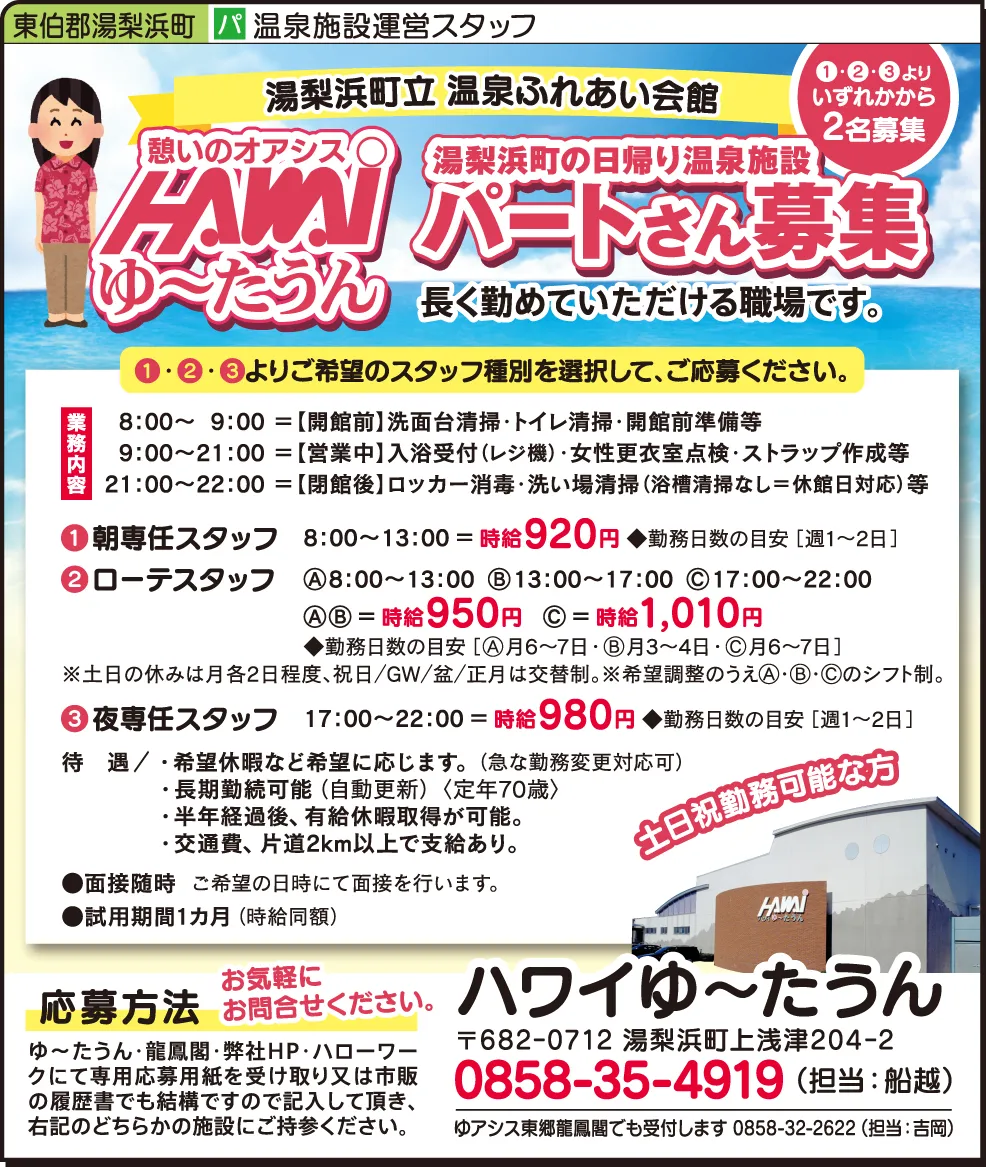 東伯郡湯梨浜町 パ 温泉施設運営スタッフ
湯梨浜町立 温泉ふれあい会館
❶・❷・❸より
いずれかから
2名募集
憩いのオアシス
HAWAi
ゆ〜たうん
湯梨浜町の日帰り温泉施設
パートさん募集
長く勤めていただける職場です。
❶・❷・❸よりご希望のスタッフ種別を選択して、ご応募ください。
業務内容
8:00〜 9:00 =【開館前】洗面台清掃・トイレ清掃・開館前準備等
9:00〜21:00 =【営業中】入浴受付(レジ機)・女性更衣室点検・ストラップ作成等
21:00〜22:00 =【閉館後】ロッカー消毒・洗い場清掃(浴槽清掃なし=休館日対応)等
❶朝専任スタッフ 8:00〜13:00 = 時給920円 ◆勤務日数の目安[週1〜2日]
❷ローテスタッフ Ⓐ8:00〜13:00 Ⓑ13:00〜17:00 Ⓒ17:00〜22:00
ⒶⒷ = 時給950円 Ⓒ = 時給1,010円
◆勤務日数の目安[Ⓐ月6〜7日・Ⓑ月3〜4日・Ⓒ月6〜7日]
※土日の休みは月各2日程度、祝日/GW/盆/正月は交替制。※希望調整のうえⒶ・Ⓑ・Ⓒのシフト制。
❸夜専任スタッフ 17:00〜22:00 = 時給980円 ◆勤務日数の目安[週1〜2日]
待 遇/・希望休暇など希望に応じます。(急な勤務変更対応可)
・長期勤続可能(自動更新)〈定年70歳〉
・半年経過後、有給休暇取得が可能。
・交通費、片道2km以上で支給あり。
土日祝勤務可能な方
●面接随時 ご希望の日時にて面接を行います。
●試用期間1カ月(時給同額)
HAWAi
ゆ〜たうん
応募方法
お気軽に
お問合せください。
ゆ〜たうん・龍鳳閣・弊社HP・ハローワー
クにて専用応募用紙を受け取り又は市販
の履歴書でも結構ですので記入して頂き、
右記のどちらかの施設にご持参ください。
ハワイゆ〜たうん
〒682-0712 湯梨浜町上浅津204-2
0858-35-4919(担当:船越)
ゆアシス東郷龍鳳閣でも受付します 0858-32-2622(担当:吉岡)